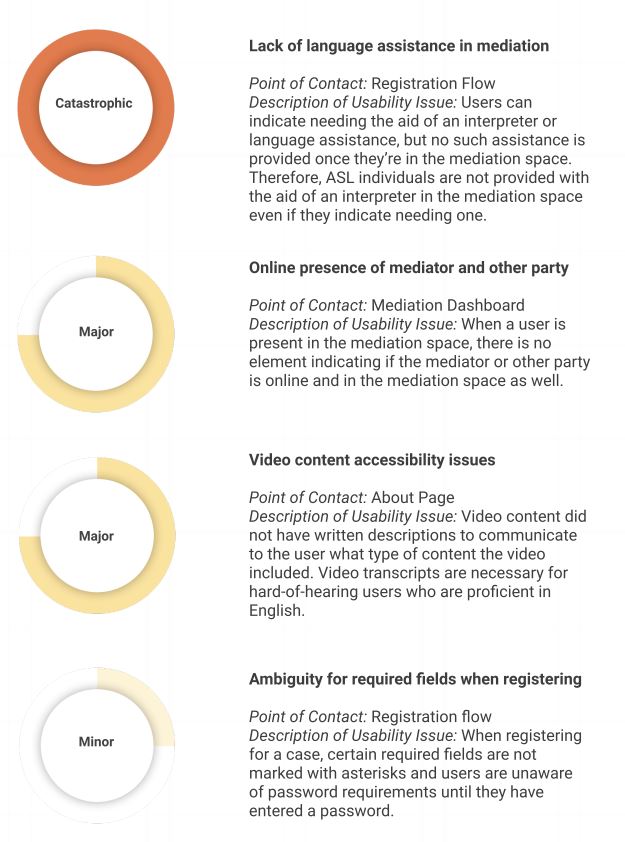 Catastrophic
Lack of language assistance in mediation
Point of Contact: Registration Flow
Description of Usability Issue: Users can
indicate needing the aid of an interpreter or
language assistance, but no such assistance is
provided once they’re in the mediation space.
Therefore, ASL individuals are not provided with
the aid of an interpreter in the mediation space
even if they indicate needing one.
Major
Online presence of mediator and other party
Point of Contact: Mediation Dashboard
Description of Usability Issue: When a user is
present in the mediation space, there is no
element indicating if the mediator or other party
is online and in the mediation space as well.
Major
Video content accessibility issues
Point of Contact: About Page
Description of Usability Issue: Video content did
not have written descriptions to communicate
to the user what type of content the video
included. Video transcripts are necessary for
hard-of-hearing users who are proficient in
English.
Minor
Ambiguity for required fields when registering
Point of Contact: Registration flow
Description of Usability Issue: When registering
for a case, certain required fields are not
marked with asterisks and users are unaware
of password requirements until they have
entered a password.